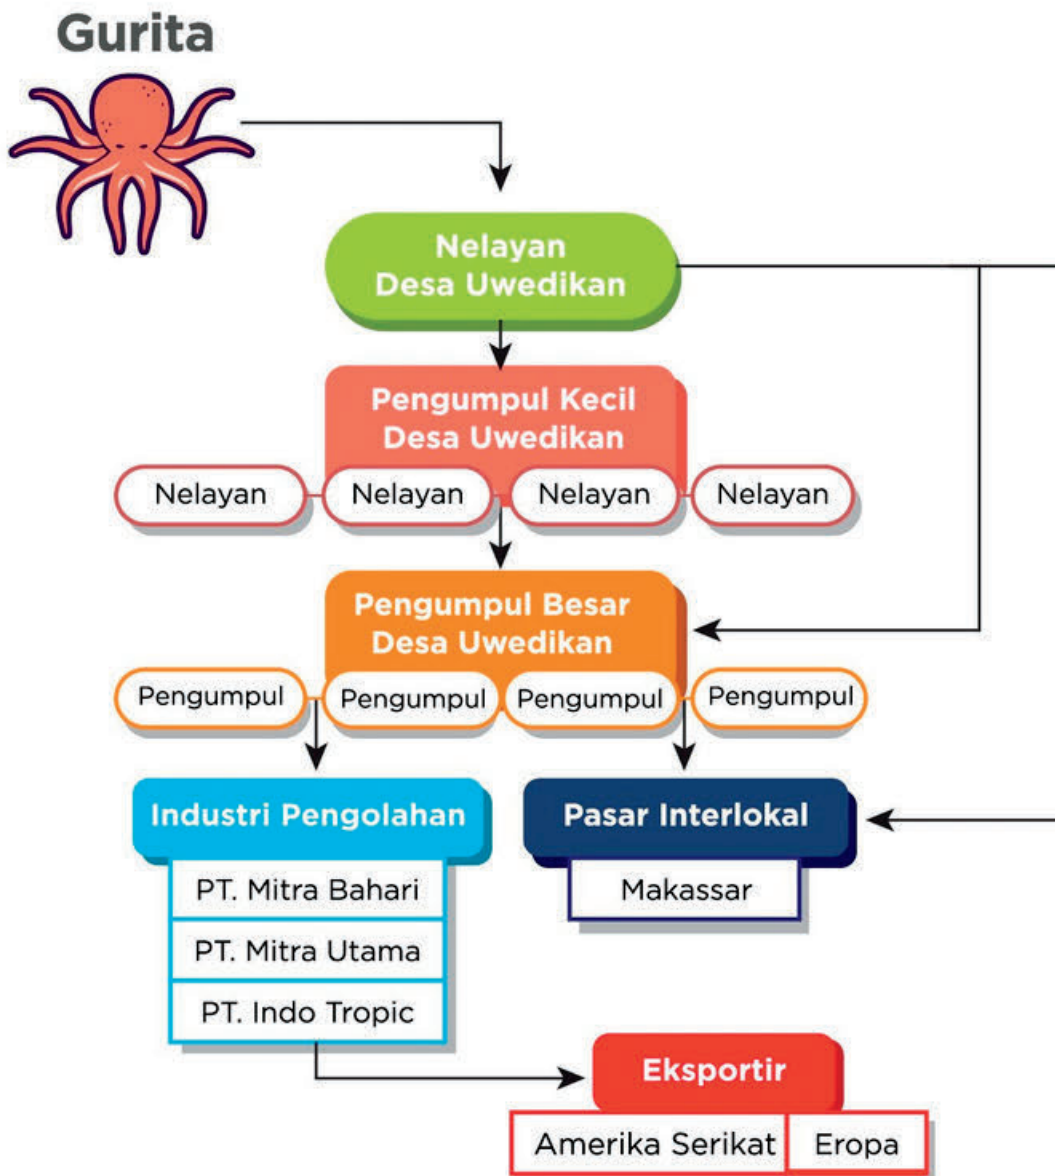 Gurita
Nelayan
Desa Uwedikan
Pengumpul Kecil
Desa Uwedikan
Nelayan Nelayan Nelayan Nelayan
Pengumpul Besar
Desa Uwedikan
Pengumpul Pengumpul Pengumpul Pengumpul
Industri Pengolahan
PT. Mitra Bahari
PT. Mitra Utama
PT. Indo Tropic
Pasar Interlokal
Makassar
Eksportir
Amerika Serikat Eropa